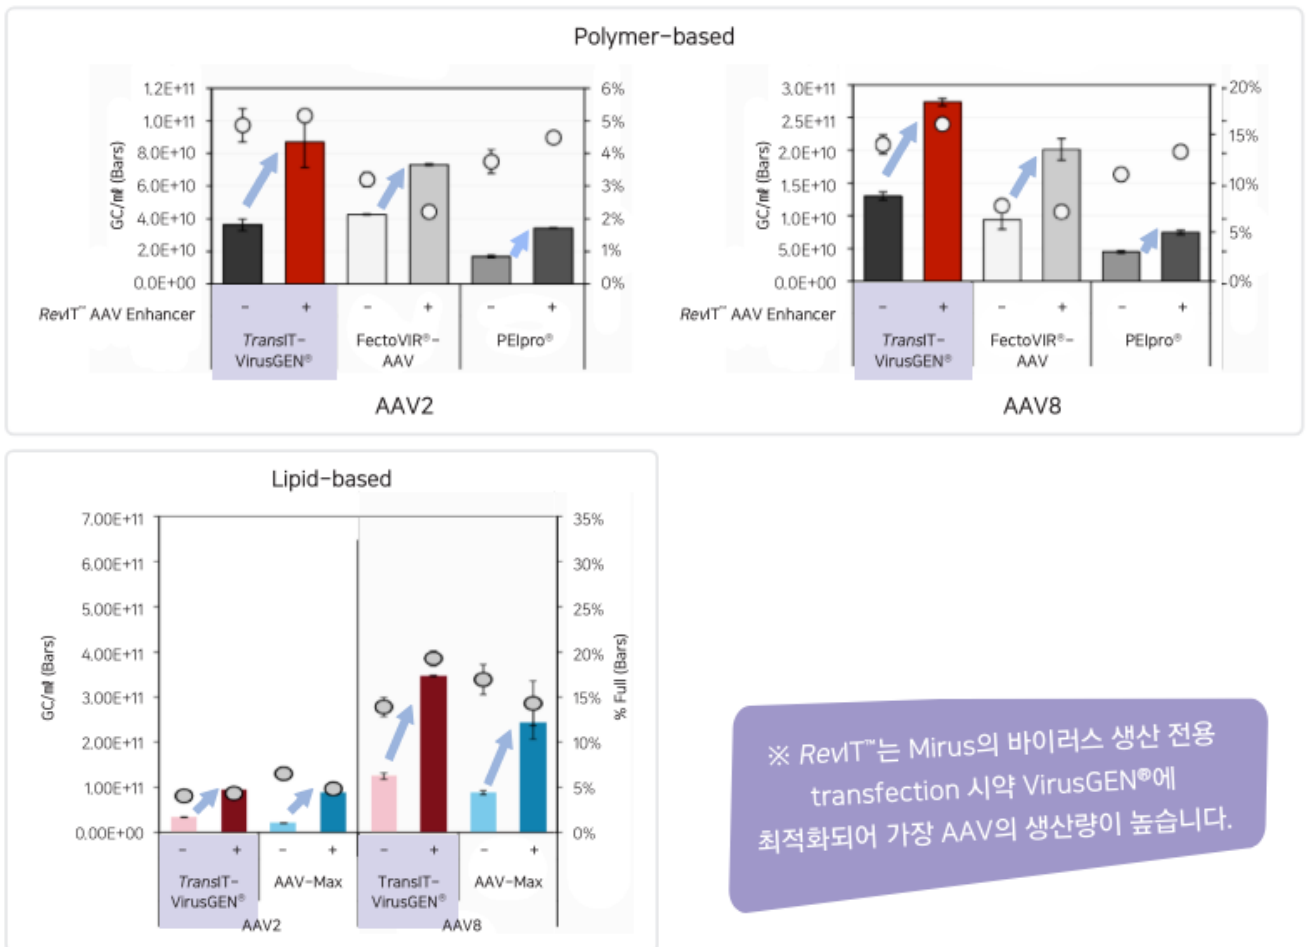 Polymer-based
1.2E+11
1.0E+11
8.0E+10
6.0E+10
4.0E+10
2.0E+10
0.0E+00
GC/㎖ (Bars)
6%
5%
4%
3%
2%
1%
0%
RevIT™ AAV Enhancer
- + - + - +
TransIT-
VirusGEN®
FectoVIR®-
AAV
PEIpro®
AAV2
3.0E+11
2.5E+11
2.0E+10
1.5E+10
1.0E+10
5.0E+10
0.0E+00
GC/㎖ (Bars)
20%
15%
10%
5%
0%
RevIT™ AAV Enhancer
- + - + - +
TransIT-
VirusGEN®
FectoVIR®-
AAV
PEIpro®
AAV8
Lipid-based
7.00E+11
6.00E+11
5.00E+11
4.00E+11
3.00E+11
2.00E+11
1.00E+11
0.00E+00
GC/㎖ (Bars)
35%
30%
25%
20%
15%
10%
5%
0%
% Full (Bars)
- + - + - + - +
TransIT-
VirusGEN®
AAV-Max
TransIT-
VirusGEN®
AAV-Max
AAV2
AAV8
※ RevIT™는 Mirus의 바이러스 생산 전용
transfection 시약 VirusGEN®에
최적화되어 가장 AAV의 생산량이 높습니다.